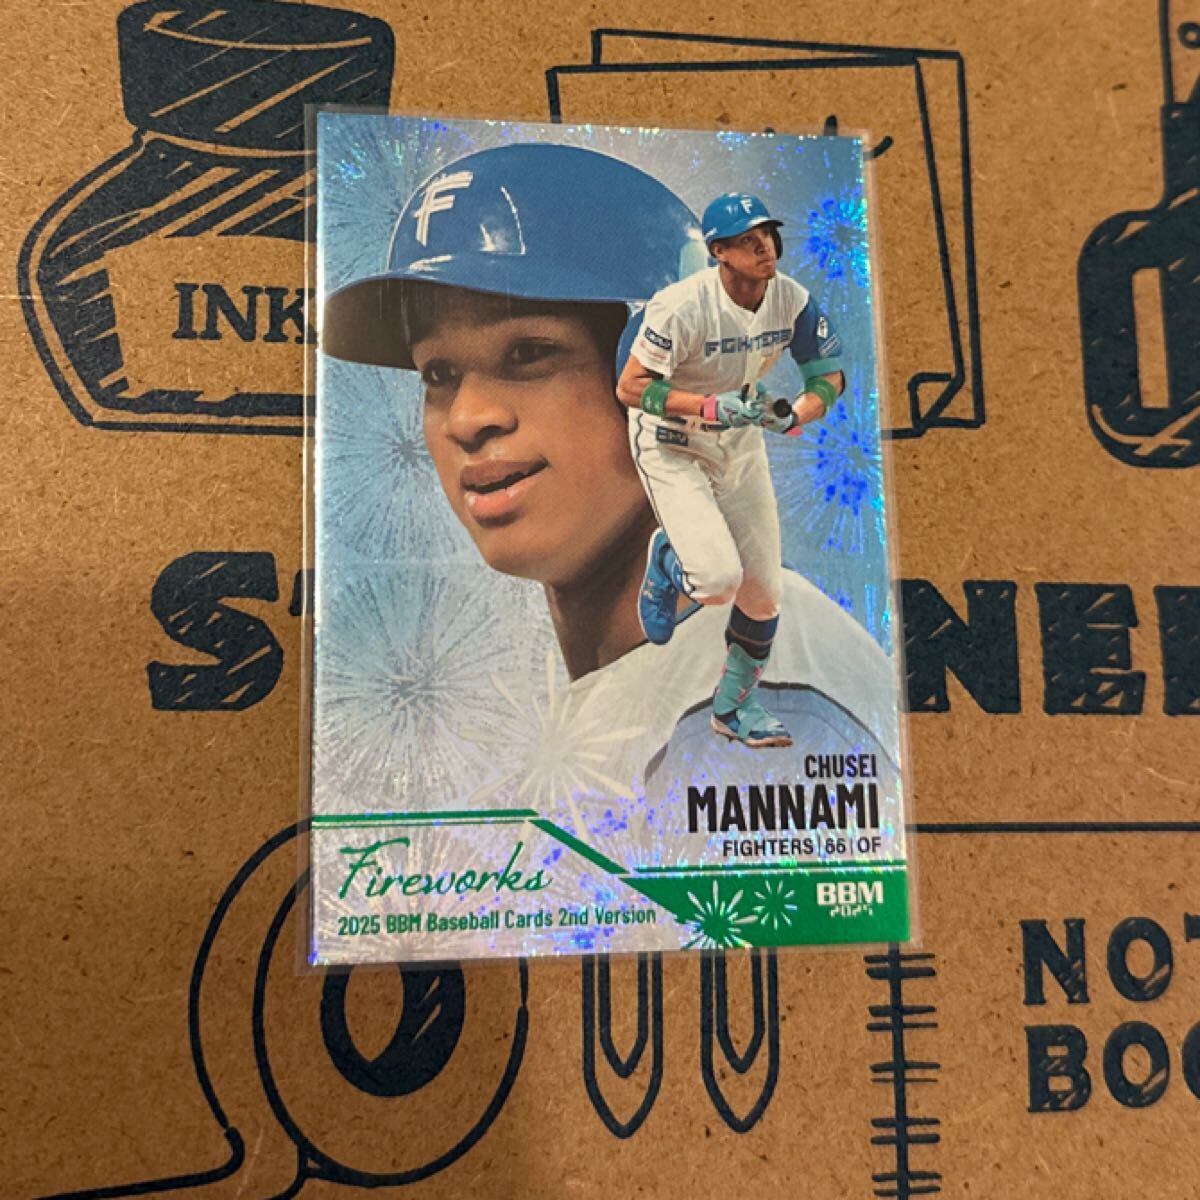 INK
F
F
FIGHTERS
CHUSEI
MANNAMI
FIGHTERS|66|OF
Fireworks
2025 BBM Baseball Cards 2nd Version
BBM
2025
NOT
BOO